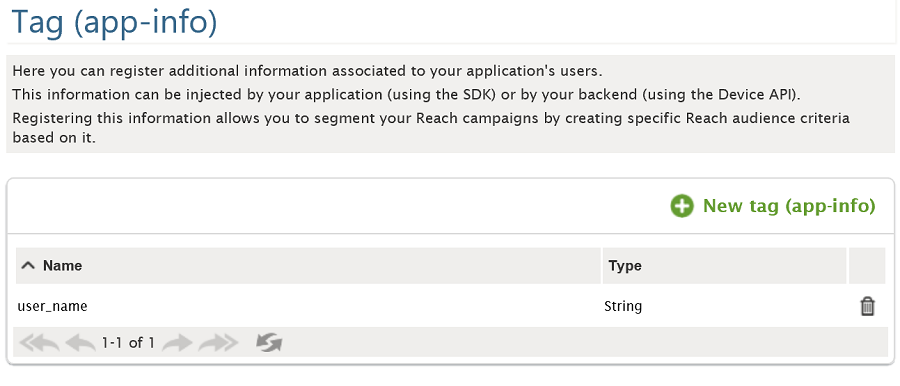 Tag (app-info)
Here you can register additional information associated to your application's users.
This information can be injected by your application (using the SDK) or by your backend (using the Device API).
Registering this information allows you to segment your Reach campaigns by creating specific Reach audience criteria
based on it.
New tag (app-info)
Name Type
user_name String
1-1 of 1